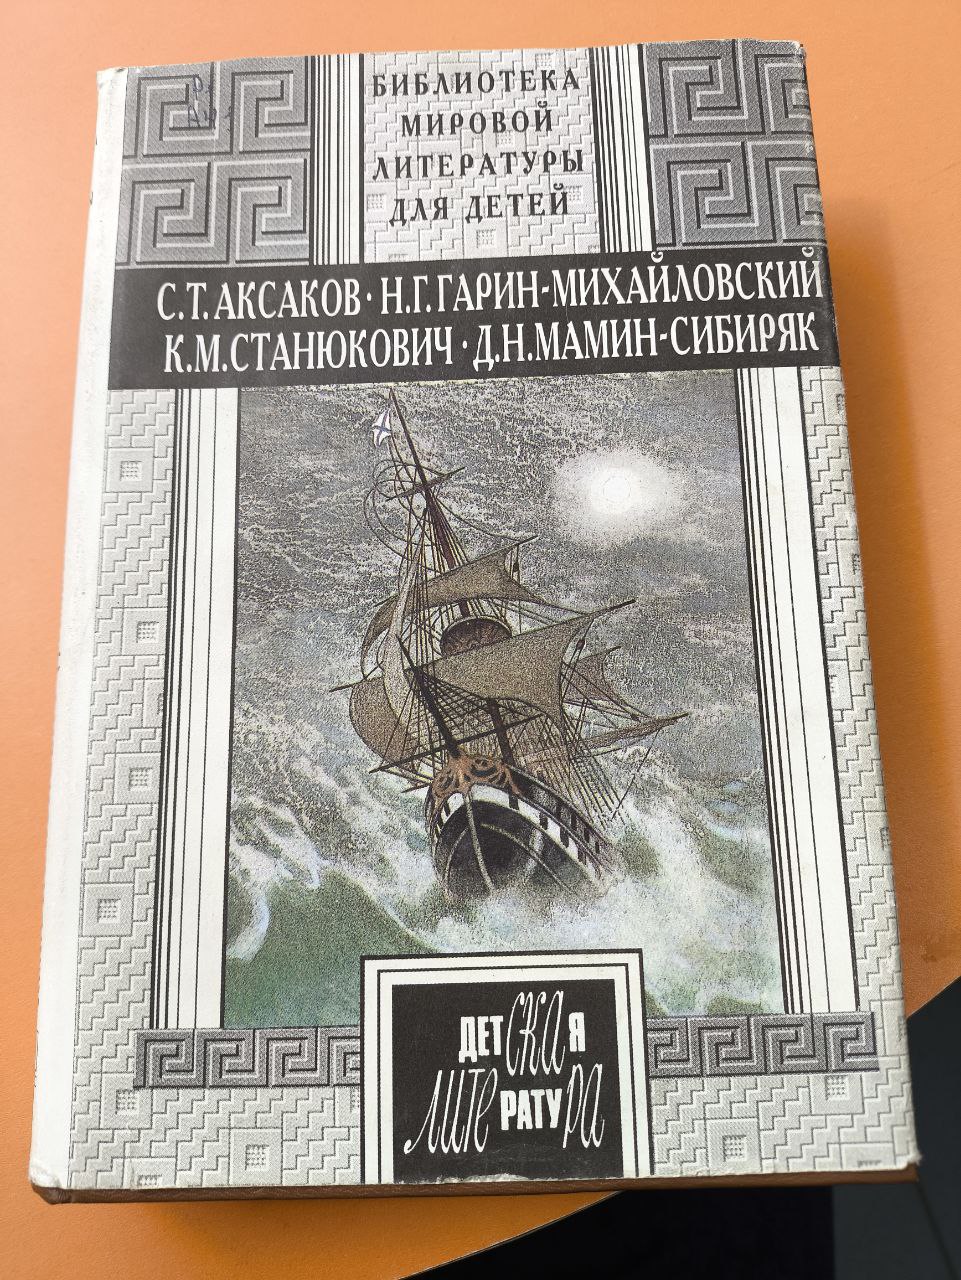 БИБЛИОТЕКА
МИРОВОЙ
ЛИТЕРАТУРЫ
ДЛЯ ДЕТЕЙ
С.Т.АКСАКОВ·Н.Г.ГАРИН-МИХАЙЛОВСКИЙ
К.М.СТАНЮКОВИЧ·Д.Н.МАМИН-СИБИРЯК
ДЕТСКАЯ
ЛИТЕРАТУРА